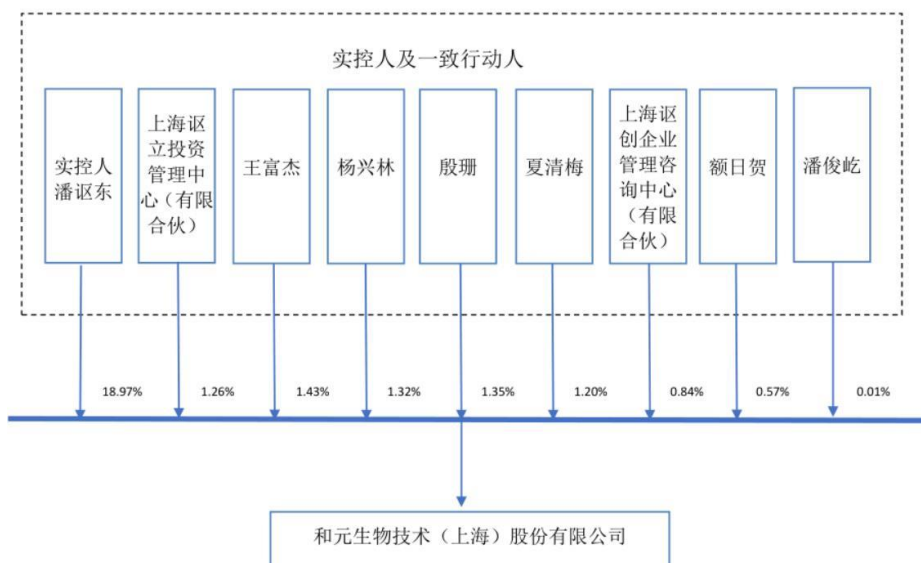 实控人及一致行动人
实控人
潘讴东
上海讴
立投资
管理中
心（有限
合伙）
王富杰
杨兴林
殷珊
夏清梅
上海讴
创企业
管理咨
询中心
（有限
合伙）
额日贺
潘俊屹
18.97%
1.26%
1.43%
1.32%
1.35%
1.20%
0.84%
0.57%
0.01%
和元生物技术（上海）股份有限公司